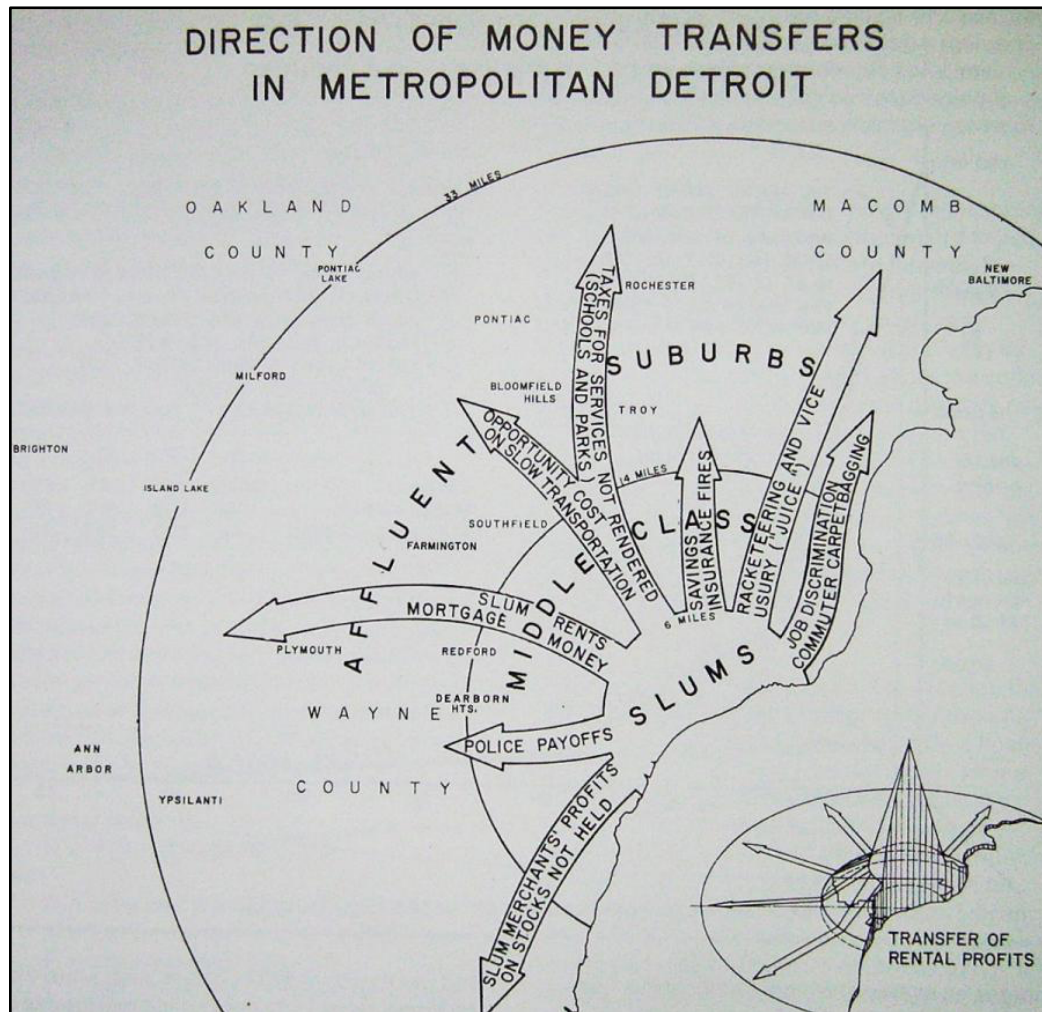 DIRECTION OF MONEY TRANSFERS
IN METROPOLITAN DETROIT
33 MILES
OAKLAND
COUNTY
MACOMB
COUNTY
PONTIAC
LAKE
NEW
BALTIMORE
ROCHESTER
PONTIAC
SUBURBS
MILFORD
BLOOMFIELD
HILLS
TROY
BRIGHTON
ISLAND LAKE
14 MILES
SOUTHFIELD
FARMINGTON
AFFLUENT
MIDDLE CLASS
6 MILES
SLUMS
PLYMOUTH
REDFORD
DEARBORN
HTS.
WAYNE
COUNTY
ANN
ARBOR
YPSILANTI
TAXES FOR SERVICES NOT RENDERED
(SCHOOLS AND PARKS)
OPPORTUNITY COST
ON SLOW TRANSPORTATION
SAVINGS
INSURANCE FIRES
RACKETEERING AND VICE
USURY ("JUICE")
JOB DISCRIMINATION
COMMUTER CARPETBAGGING
SLUM RENTS
MORTGAGE MONEY
POLICE PAYOFFS
SLUM MERCHANTS' PROFITS
ON STOCKS NOT HELD
TRANSFER OF
RENTAL PROFITS